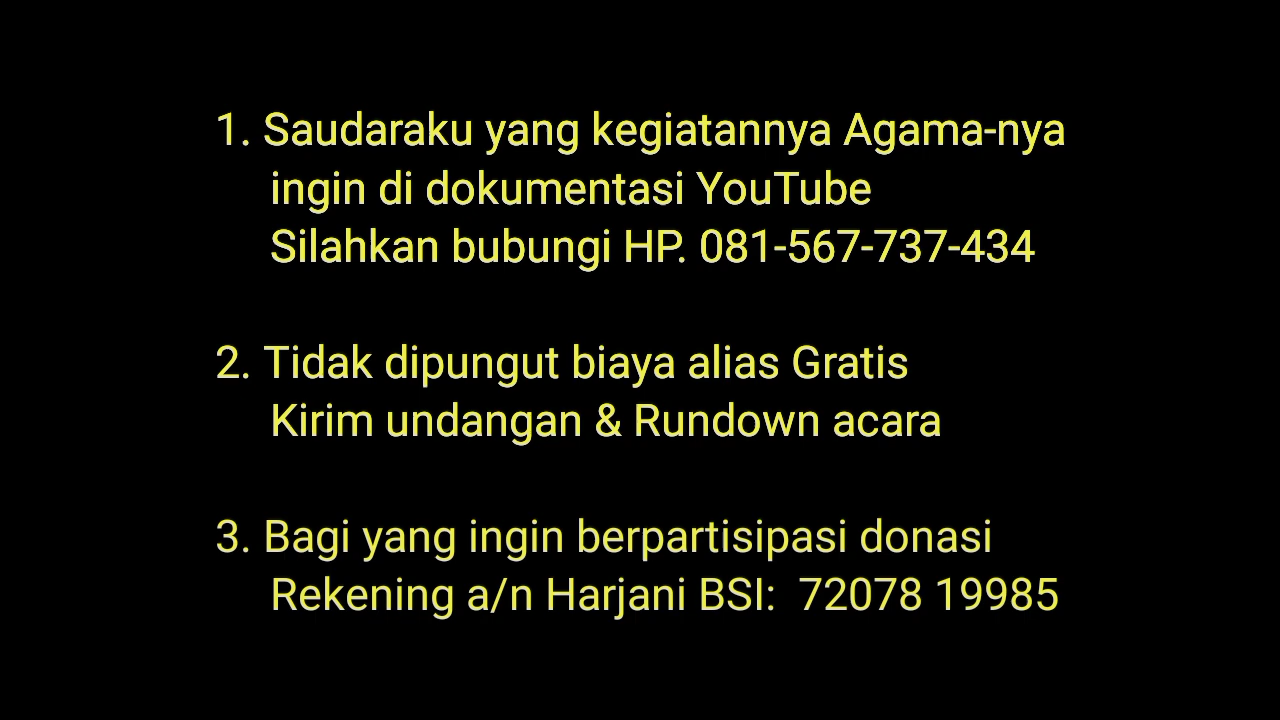 1. Saudaraku yang kegiatannya Agama-nya
ingin di dokumentasi YouTube
Silahkan bubungi HP. 081-567-737-434
2. Tidak dipungut biaya alias Gratis
Kirim undangan & Rundown acara
3. Bagi yang ingin berpartisipasi donasi
Rekening a/n Harjani BSI: 72078 19985